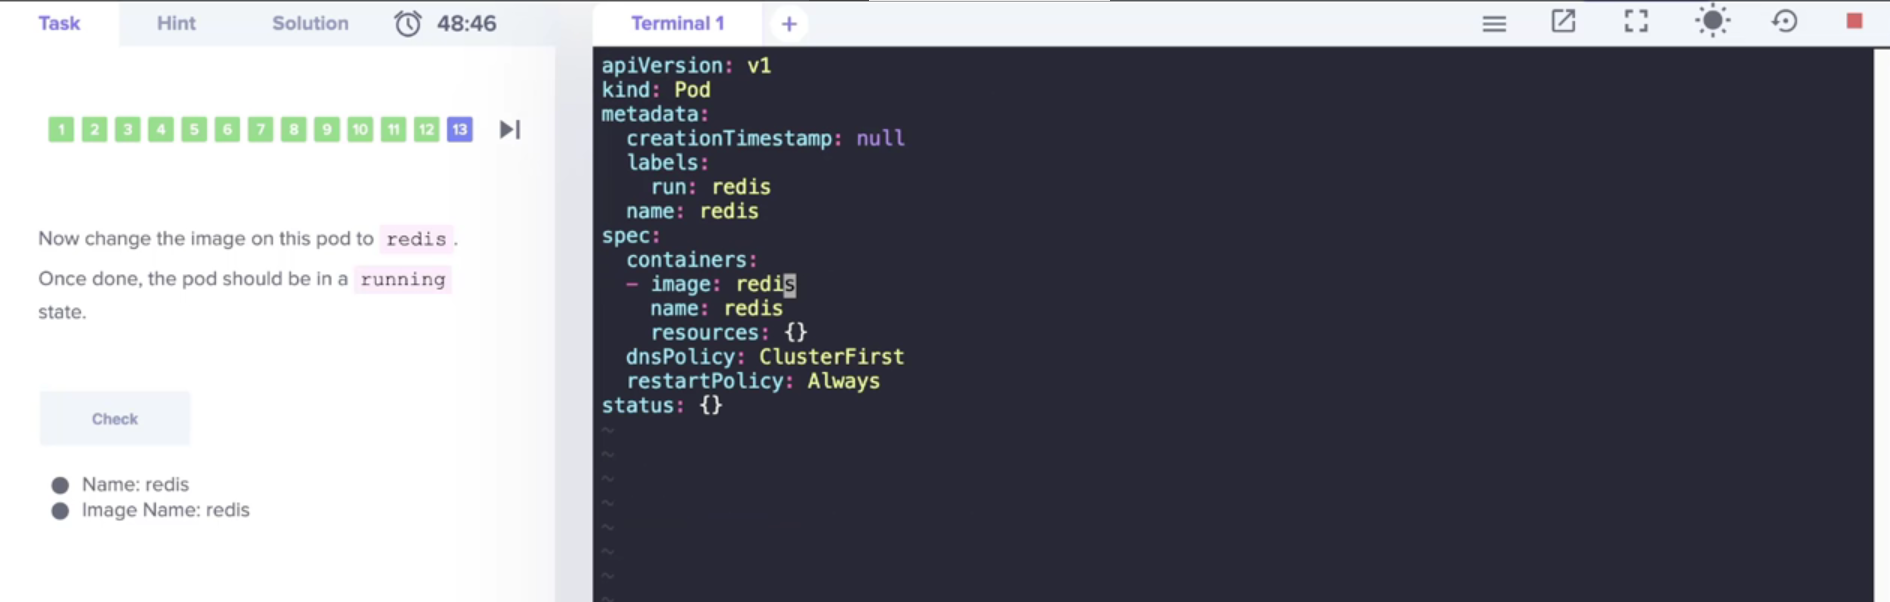 Task Hint Solution 48:46
Terminal 1 +
1 2 3 4 5 6 7 8 9 10 11 12 13
Now change the image on this pod to redis.
Once done, the pod should be in a running
state.
Check
Name: redis
Image Name: redis
apiVersion: v1
kind: Pod
metadata:
  creationTimestamp: null
  labels:
    run: redis
  name: redis
spec:
  containers:
  - image: redis
    name: redis
    resources: {}
  dnsPolicy: ClusterFirst
  restartPolicy: Always
status: {}
~
~
~
~
~
~
~
~